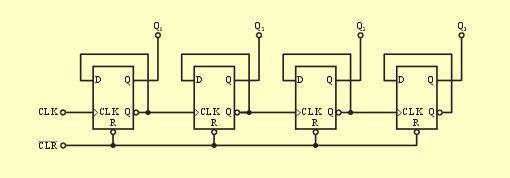 Q₀ Q₁ Q₂ Q₃
D Q D Q D Q D Q
CLK CLK Q CLK Q CLK Q CLK Q
R R R R
CLR